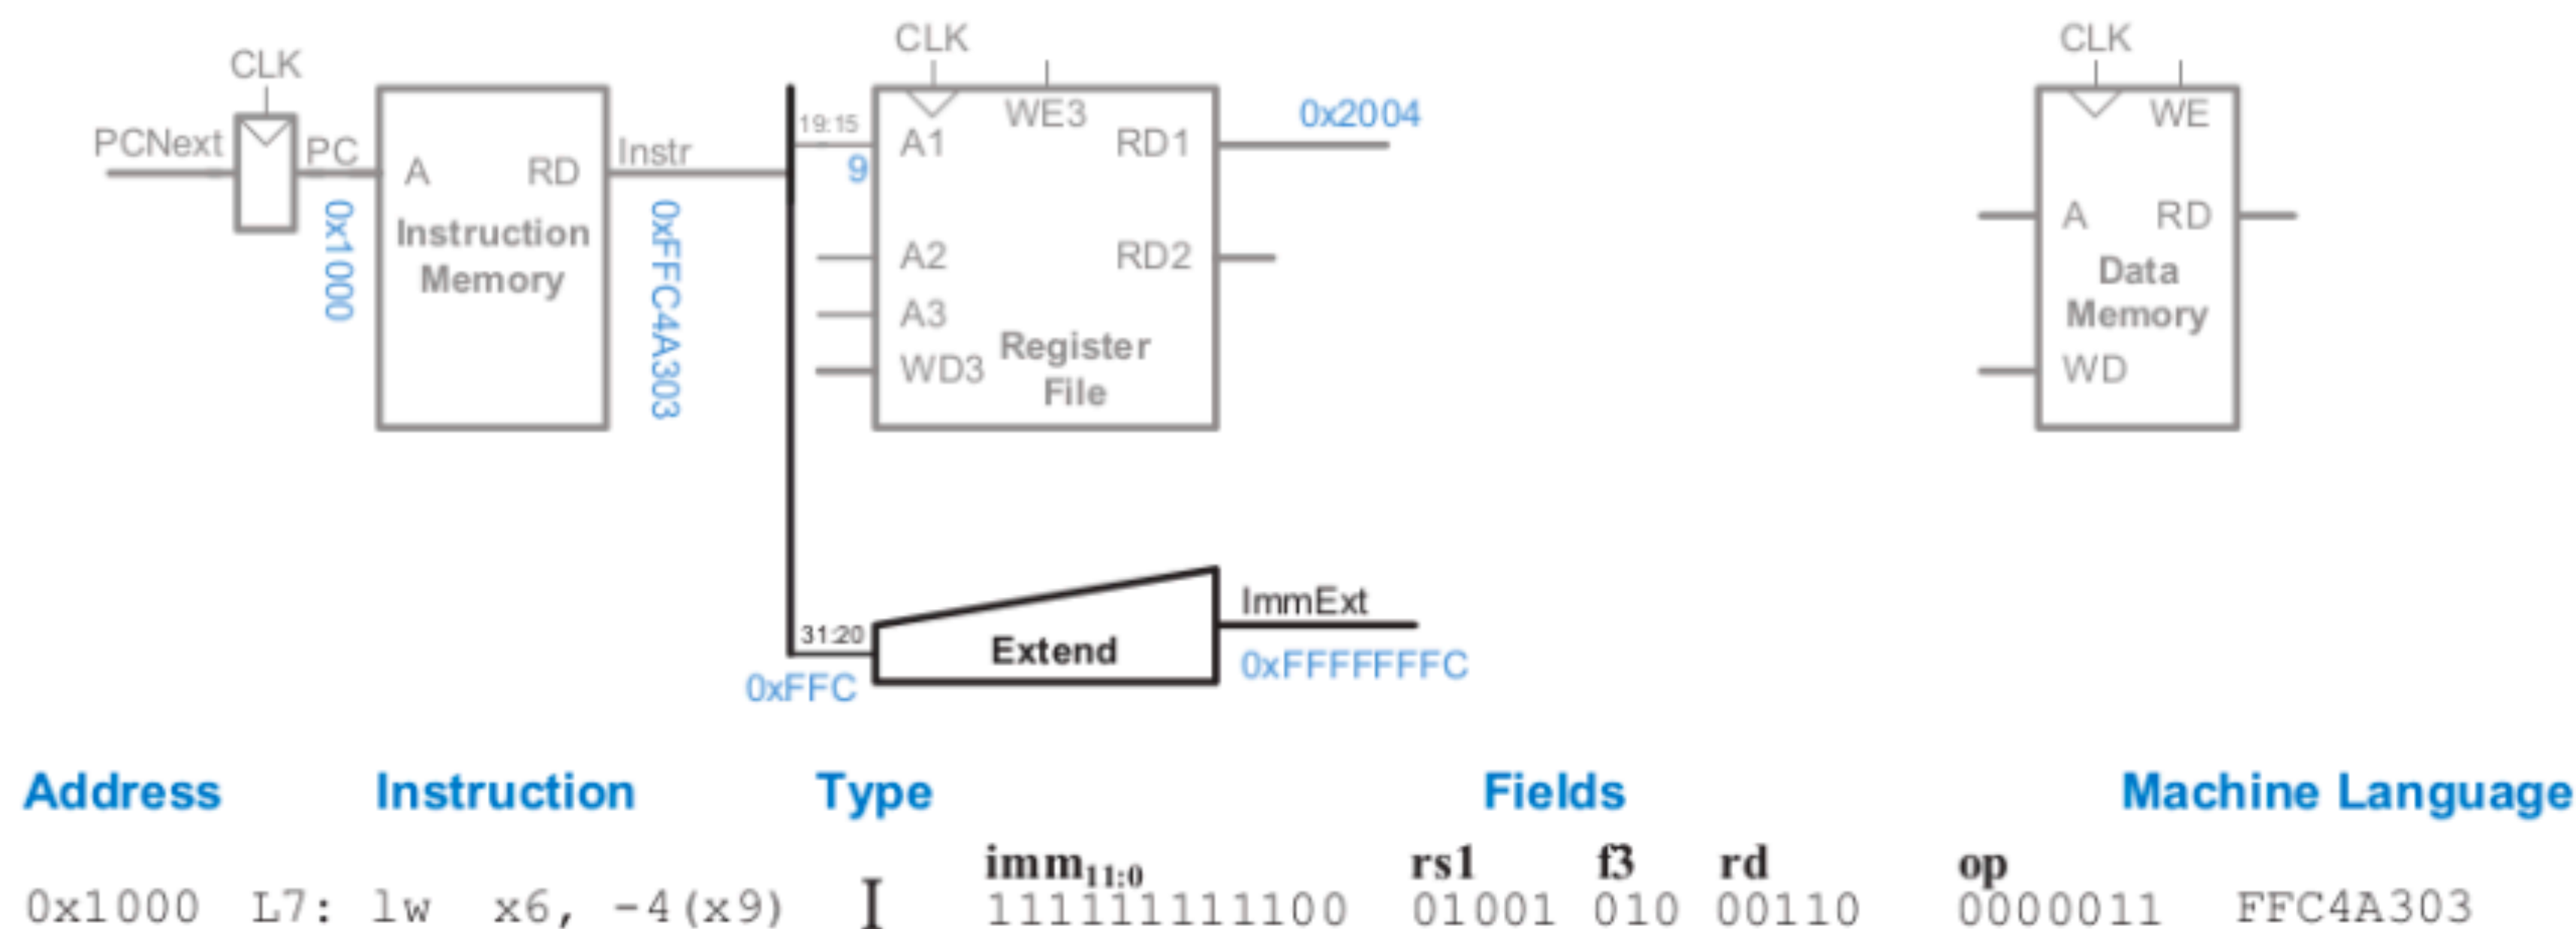 CLK
CLK
CLK
PCNext
PC
A
RD
Instruction
Memory
0x1000
Instr
0xFFC4A303
19:15
9
A1
WE3
RD1
0x2004
A2
RD2
A3
WD3
Register
File
WE
A
RD
Data
Memory
WD
31:20
0xFFC
Extend
ImmExt
0xFFFFFFFC
Address Instruction Type Fields Machine Language
imm11:0 rs1 f3 rd op
0x1000 L7: lw x6, -4(x9) I 111111111100 01001 010 00110 0000011 FFC4A303